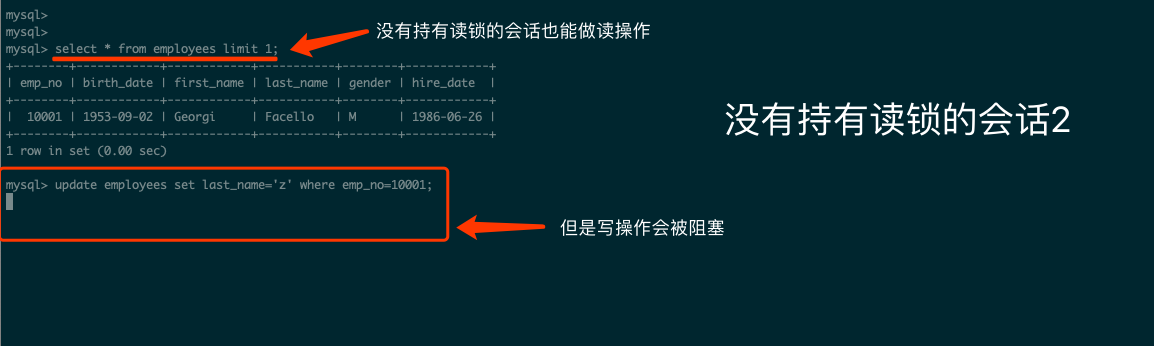 mysql>
mysql>
mysql> select * from employees limit 1;
没有持有读锁的会话也能做读操作
+--------+------------+------------+-----------+--------+------------+
| emp_no | birth_date | first_name | last_name | gender | hire_date  |
+--------+------------+------------+-----------+--------+------------+
|  10001 | 1953-09-02 | Georgi     | Facello   | M      | 1986-06-26 |
+--------+------------+------------+-----------+--------+------------+
1 row in set (0.00 sec)
没有持有读锁的会话2
mysql> update employees set last_name='z' where emp_no=10001;
但是写操作会被阻塞